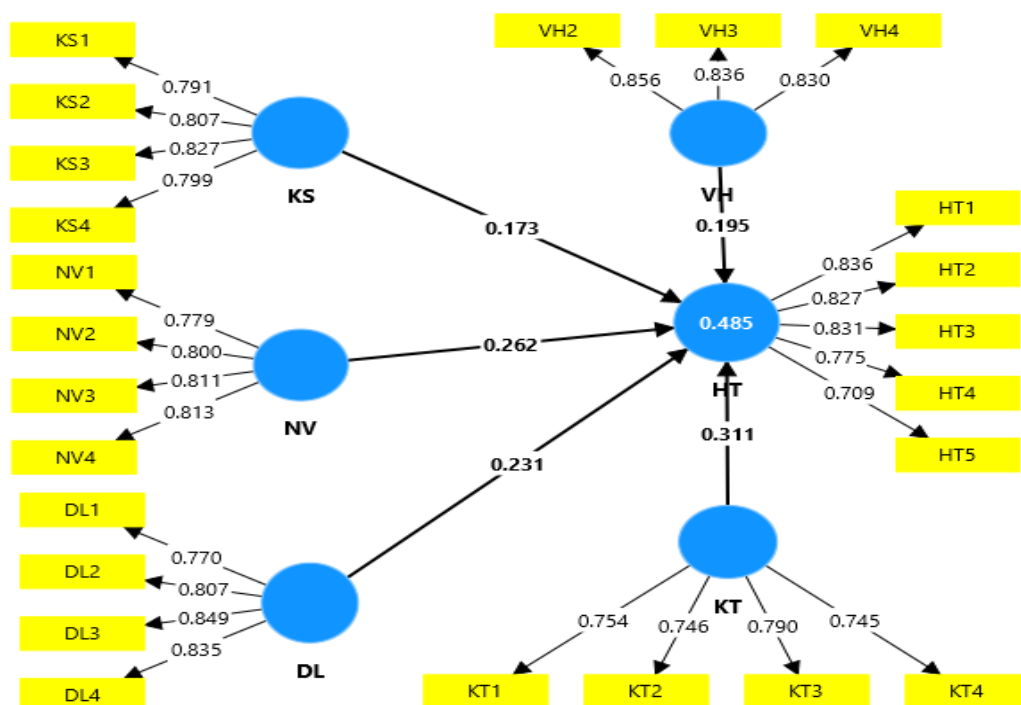 KS1
KS2
KS3
KS4
0.791
0.807
0.827
0.799
KS
NV1
NV2
NV3
NV4
0.779
0.800
0.811
0.813
NV
DL1
DL2
DL3
DL4
0.770
0.807
0.849
0.835
DL
VH2
VH3
VH4
0.856
0.836
0.830
VH
0.173
0.195
0.262
0.231
0.311
0.485
HT
HT1
HT2
HT3
HT4
HT5
0.836
0.827
0.831
0.775
0.709
KT
0.754
0.746
0.790
0.745
KT1
KT2
KT3
KT4